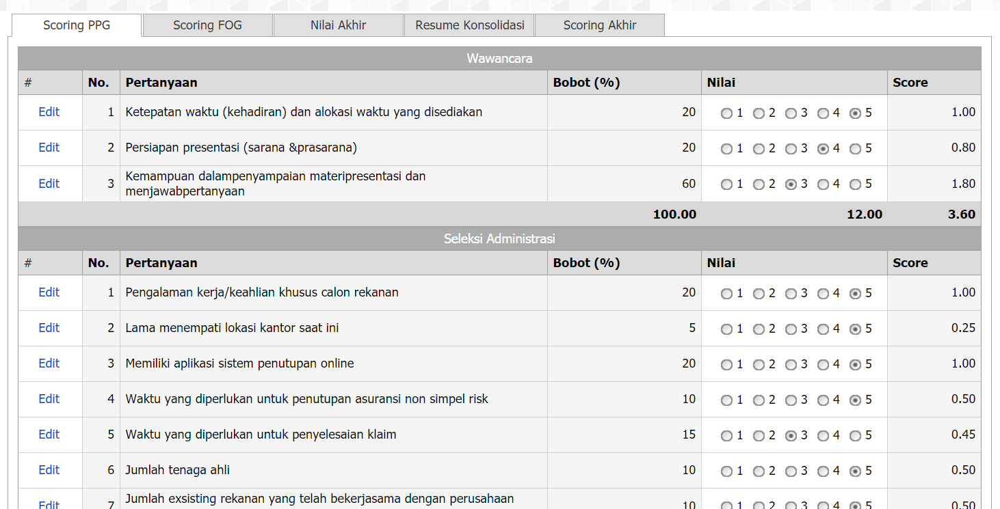 Scoring PPG Scoring FOG Nilai Akhir Resume Konsolidasi Scoring Akhir
Wawancara
# No. Pertanyaan Bobot (%) Nilai Score
Edit 1 Ketepatan waktu (kehadiran) dan alokasi waktu yang disediakan 20 1 2 3 4 5 1.00
Edit 2 Persiapan presentasi (sarana &prasarana) 20 1 2 3 4 5 0.80
Edit 3 Kemampuan dalampenyampaian materipresentasi dan
menjawabpertanyaan 60 1 2 3 4 5 1.80
100.00 12.00 3.60
Seleksi Administrasi
# No. Pertanyaan Bobot (%) Nilai Score
Edit 1 Pengalaman kerja/keahlian khusus calon rekanan 20 1 2 3 4 5 1.00
Edit 2 Lama menempati lokasi kantor saat ini 5 1 2 3 4 5 0.25
Edit 3 Memiliki aplikasi sistem penutupan online 20 1 2 3 4 5 1.00
Edit 4 Waktu yang diperlukan untuk penutupan asuransi non simpel risk 10 1 2 3 4 5 0.50
Edit 5 Waktu yang diperlukan untuk penyelesaian klaim 15 1 2 3 4 5 0.45
Edit 6 Jumlah tenaga ahli 10 1 2 3 4 5 0.50
Jumlah exsisting rekanan yang telah bekerjasama dengan perusahaan
Edit 7 10 1 2 3 4 5 0.50